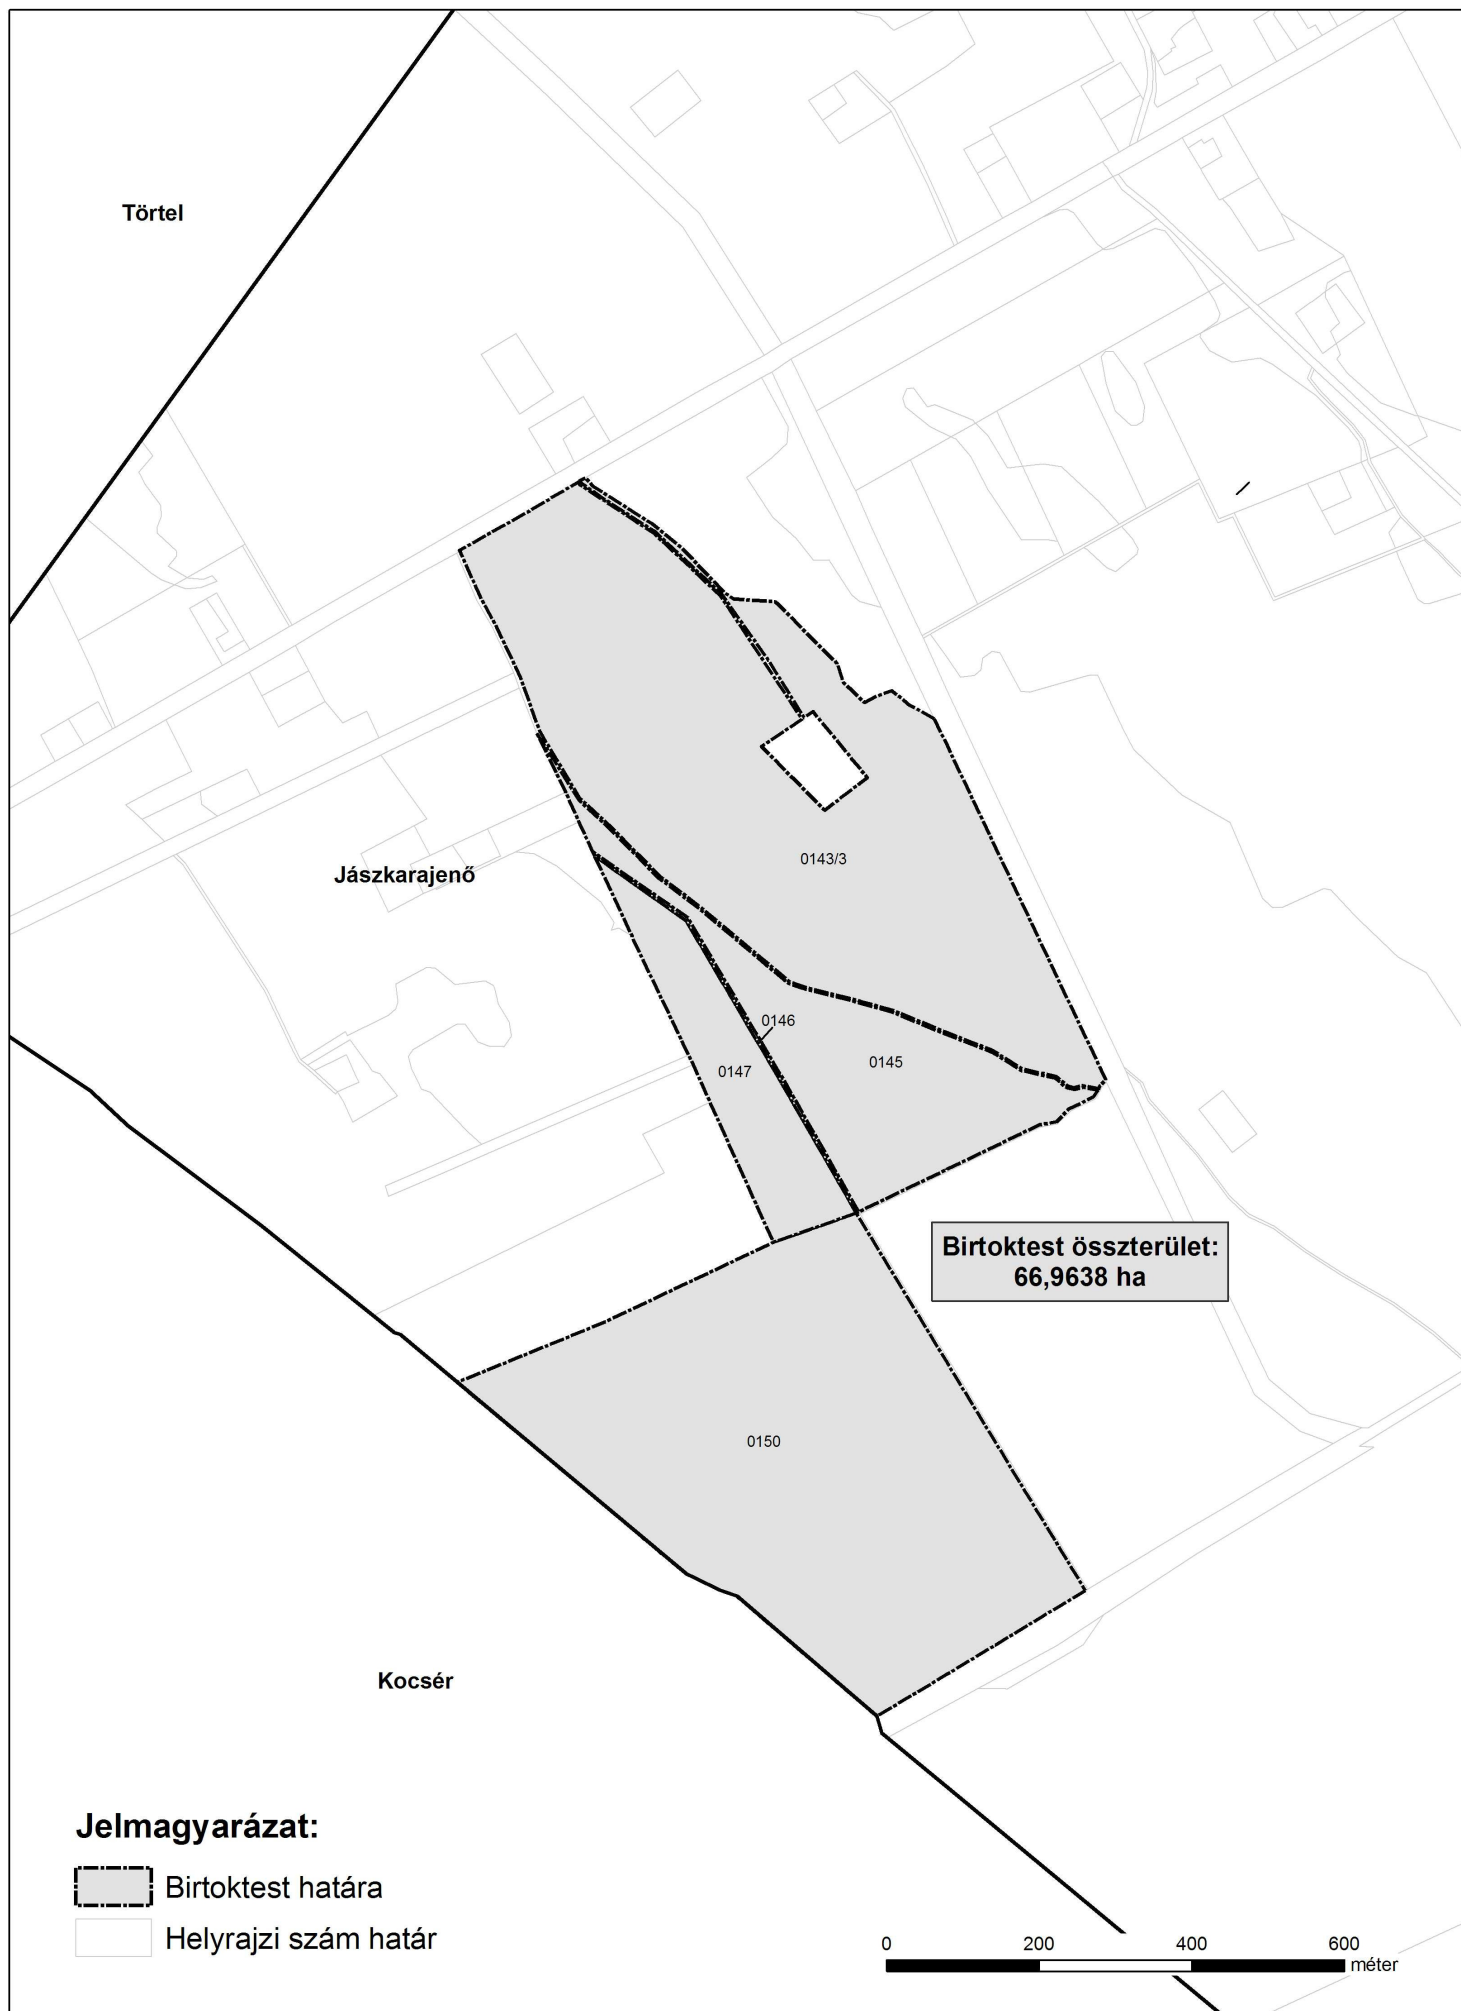 Törtel
0143/3
Jászkarajenő
0146
0147
0145
Birtoktest összterület:
66,9638 ha
0150
Kocsér
Jelmagyarázat:
Birtoktest határa
Helyrajzi szám határ
0 200 400 600
méter